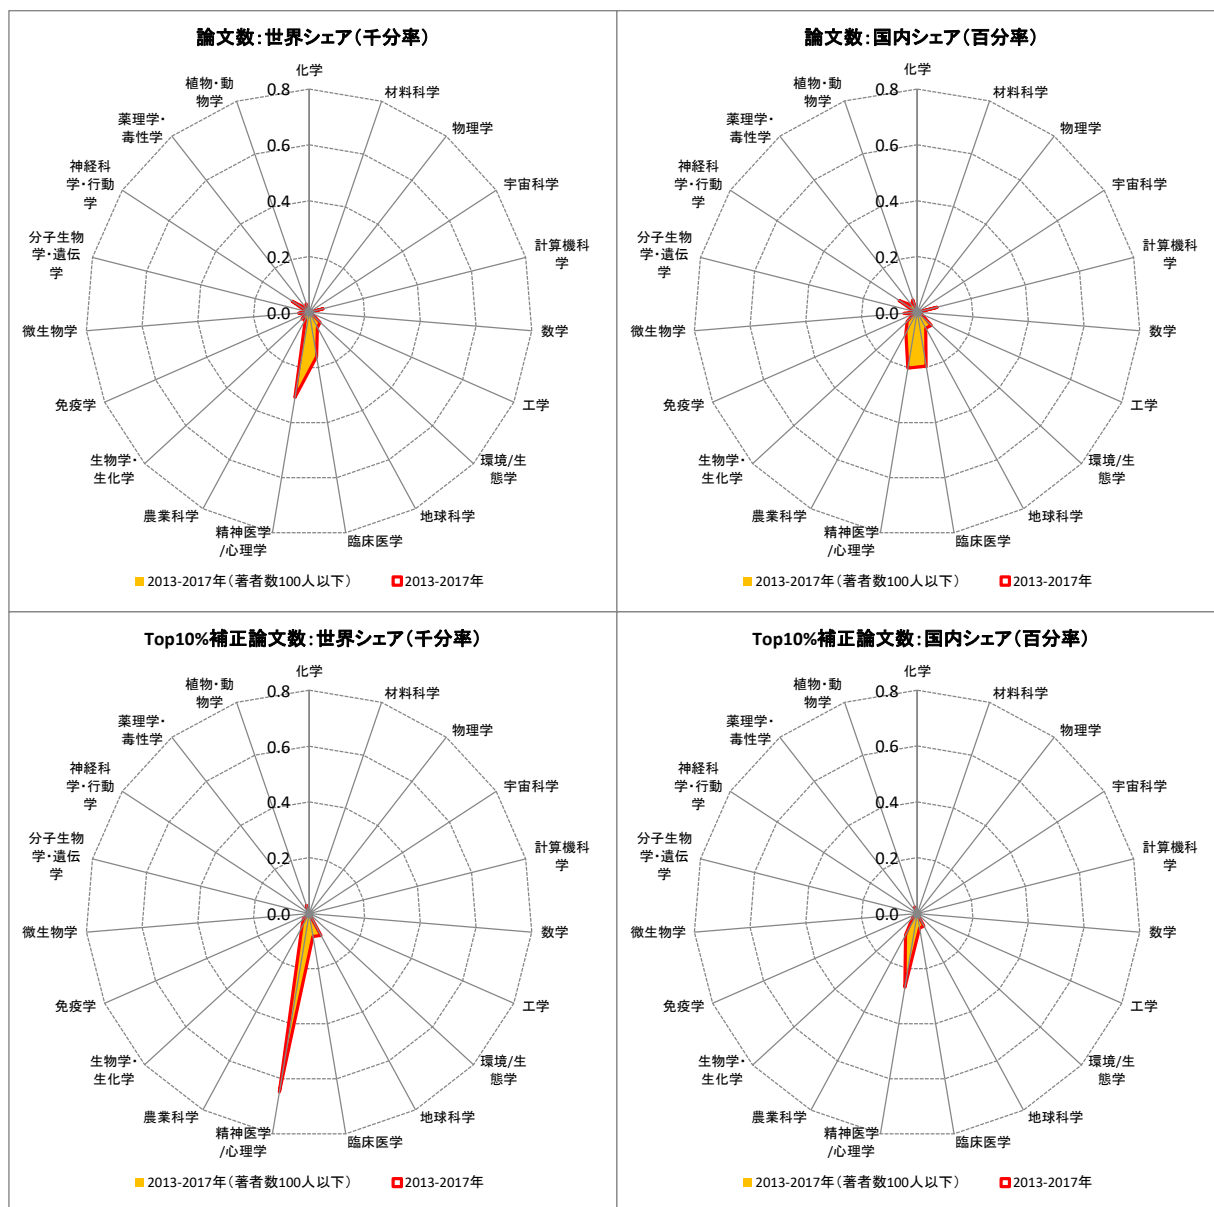 論文数:世界シェア(千分率)
化学
材料科学
物理学
宇宙科学
計算機科
学
数学
工学
環境/生
態学
地球科学
臨床医学
精神医学
/心理学
農業科学
生物学・
生化学
免疫学
微生物学
分子生物
学・遺伝
学
神経科
学・行動
学
薬理学・
毒性学
植物・動
物学
0.8
0.6
0.4
0.2
0.0
2013-2017年(著者数100人以下)
2013-2017年
論文数:国内シェア(百分率)
化学
材料科学
物理学
宇宙科学
計算機科
学
数学
工学
環境/生
態学
地球科学
臨床医学
精神医学
/心理学
農業科学
生物学・
生化学
免疫学
微生物学
分子生物
学・遺伝
学
神経科
学・行動
学
薬理学・
毒性学
植物・動
物学
0.8
0.6
0.4
0.2
0.0
2013-2017年(著者数100人以下)
2013-2017年
Top10%補正論文数:世界シェア(千分率)
化学
材料科学
物理学
宇宙科学
計算機科
学
数学
工学
環境/生
態学
地球科学
臨床医学
精神医学
/心理学
農業科学
生物学・
生化学
免疫学
微生物学
分子生物
学・遺伝
学
神経科
学・行動
学
薬理学・
毒性学
植物・動
物学
0.8
0.6
0.4
0.2
0.0
2013-2017年(著者数100人以下)
2013-2017年
Top10%補正論文数:国内シェア(百分率)
化学
材料科学
物理学
宇宙科学
計算機科
学
数学
工学
環境/生
態学
地球科学
臨床医学
精神医学
/心理学
農業科学
生物学・
生化学
免疫学
微生物学
分子生物
学・遺伝
学
神経科
学・行動
学
薬理学・
毒性学
植物・動
物学
0.8
0.6
0.4
0.2
0.0
2013-2017年(著者数100人以下)
2013-2017年